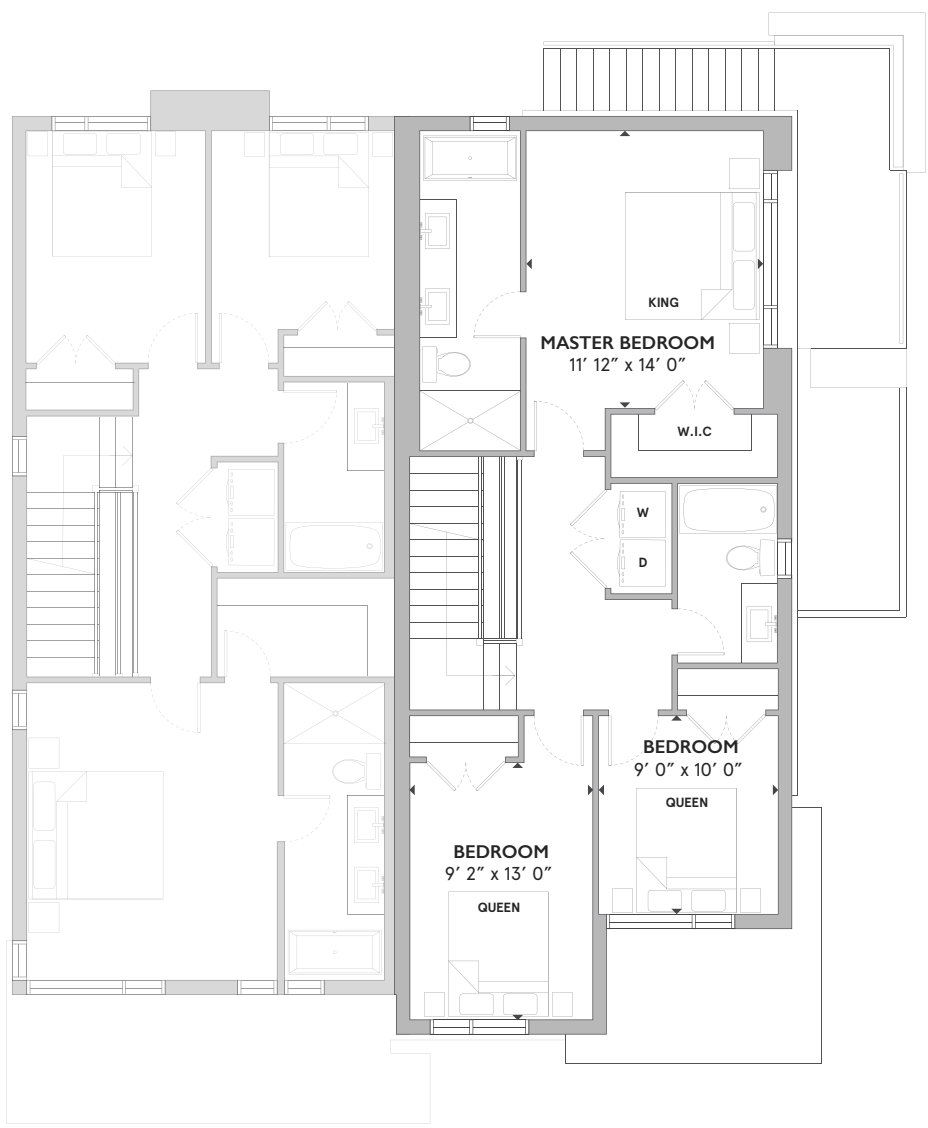 KING
MASTER BEDROOM
11′ 12″ x 14′ 0″
W.I.C
W
D
BEDROOM
9′ 0″ x 10′ 0″
QUEEN
BEDROOM
9′ 2″ x 13′ 0″
QUEEN